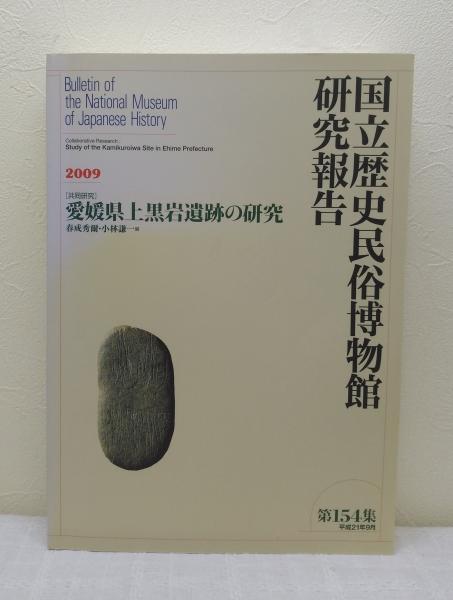 Bulletin of
the National Museum
of Japanese History
Collaborative Research :
Study of the Kamikuroiwa Site in Ehime Prefecture
2009
[共同研究]
愛媛県上黒岩遺跡の研究
春成秀爾・小林謙一 編
国立歴史民俗博物館
研究報告
第154集
平成21年9月